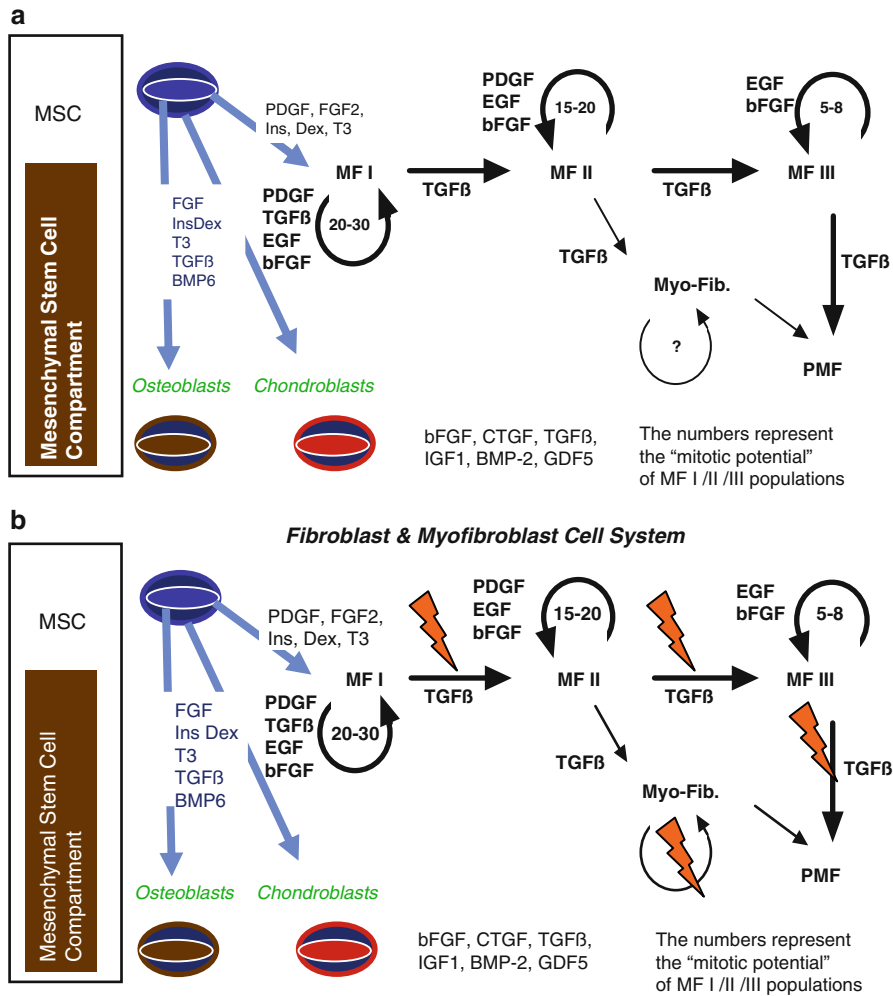 a
MSC
Mesenchymal Stem Cell
Compartment
PDGF, FGF2,
Ins, Dex, T3
FGF
InsDex
T3
TGFß
BMP6
MF I
PDGF
TGFß
EGF
bFGF
20-30
TGFß
PDGF
EGF
bFGF
15-20
MF II
TGFß
EGF
bFGF
5-8
MF III
TGFß
TGFß
Myo-Fib.
?
PMF
Osteoblasts
Chondroblasts
bFGF, CTGF, TGFß,
IGF1, BMP-2, GDF5
The numbers represent
the “mitotic potential”
of MF I /II /III populations
b
Fibroblast & Myofibroblast Cell System
MSC
Mesenchymal Stem Cell
Compartment
PDGF, FGF2,
Ins, Dex, T3
FGF
Ins Dex
T3
TGFß
BMP6
MF I
PDGF
TGFß
EGF
bFGF
20-30
TGFß
PDGF
EGF
bFGF
15-20
MF II
TGFß
EGF
bFGF
5-8
MF III
TGFß
TGFß
Myo-Fib.
PMF
Osteoblasts
Chondroblasts
bFGF, CTGF, TGFß,
IGF1, BMP-2, GDF5
The numbers represent
the “mitotic potential”
of MF I /II /III populations